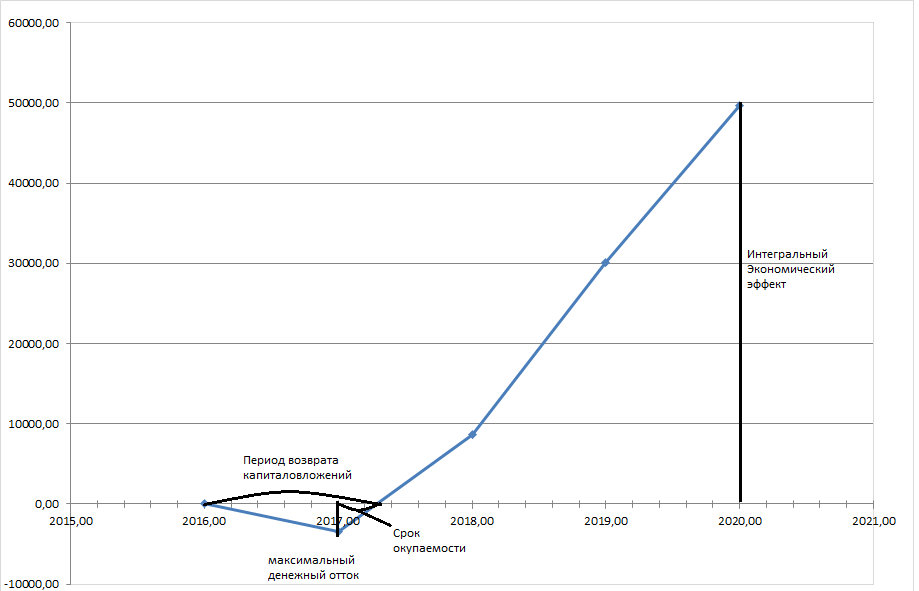 60000,00
50000,00
40000,00
30000,00
20000,00
10000,00
0,00
-10000,00
2015,00
2016,00
2017,00
2018,00
2019,00
2020,00
2021,00
Период возврата
капиталовложений
максимальный
денежный отток
Срок
окупаемости
Интегральный
Экономический
эффект